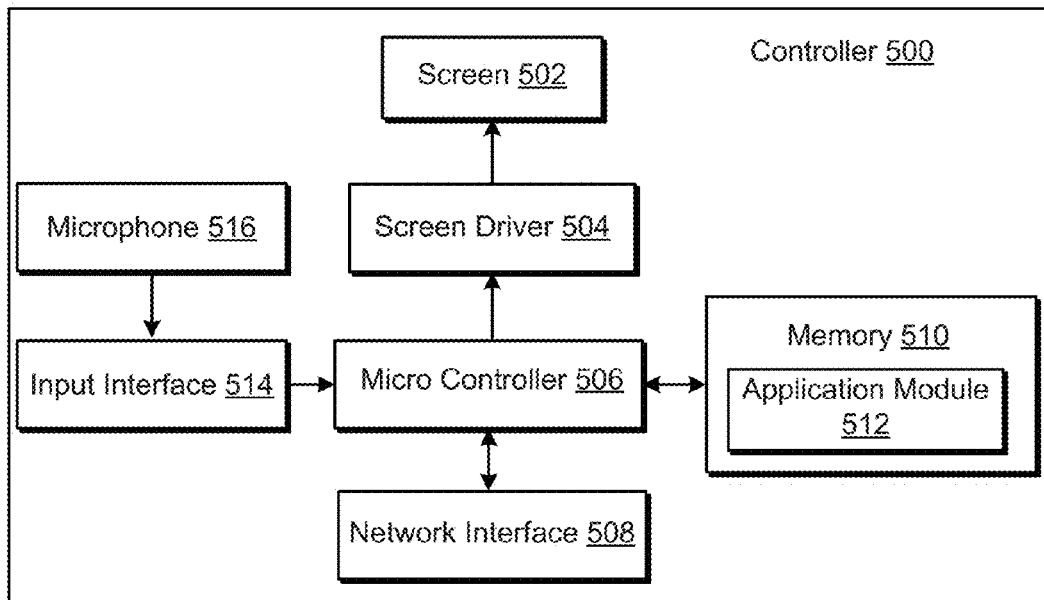 Controller 500
Screen 502
Microphone 516
Screen Driver 504
Memory 510
Input Interface 514
Micro Controller 506
Application Module
512
Network Interface 508